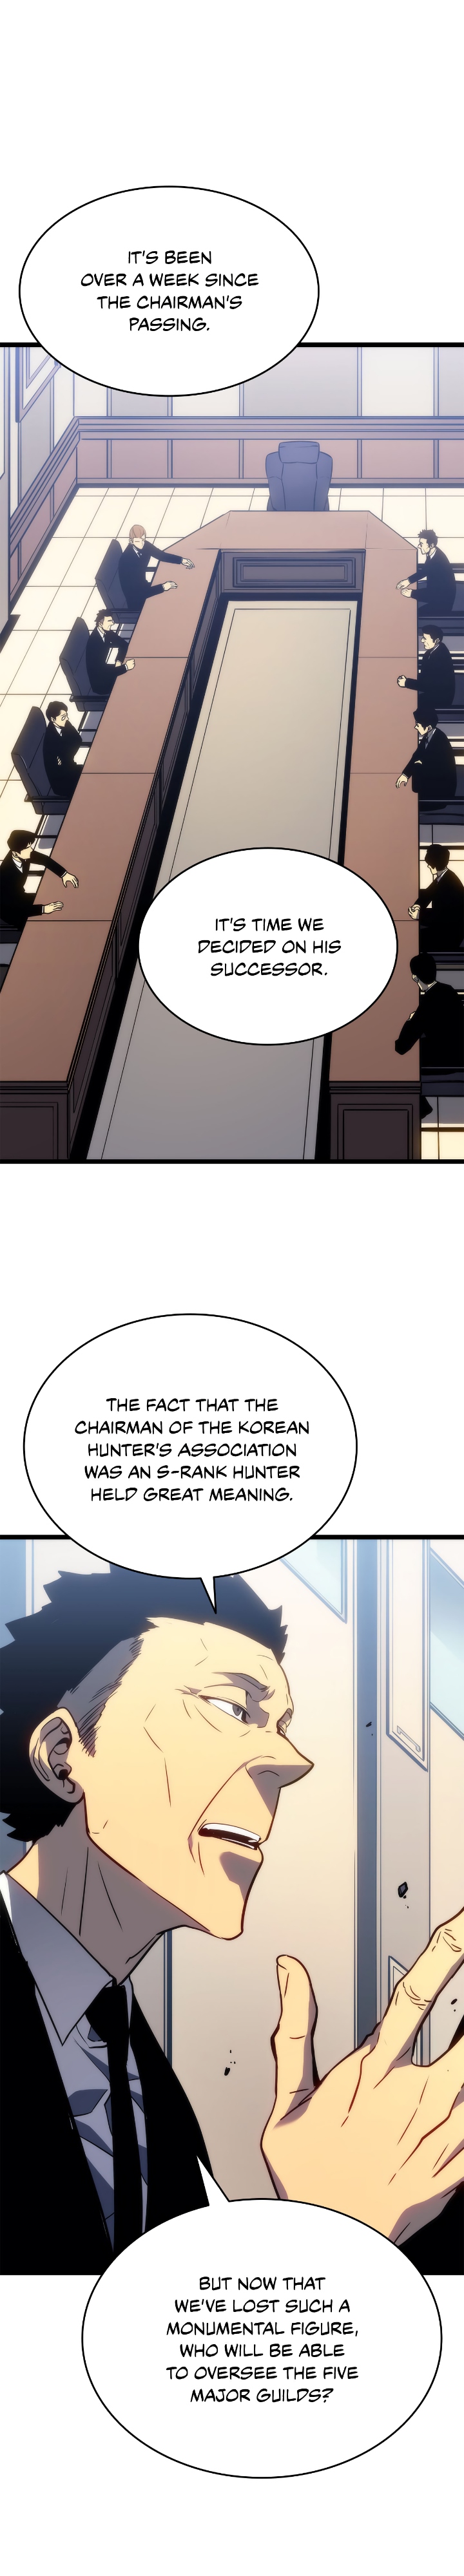 IT'S BEEN
OVER A WEEK SINCE
THE CHAIRMAN'S
PASSING.
IT'S TIME WE
DECIDED ON HIS
SUCCESSOR.
THE FACT THAT THE
CHAIRMAN OF THE KOREAN
HUNTER'S ASSOCIATION
WAS AN S-RANK HUNTER
HELD GREAT MEANING.
BUT NOW THAT
WE'VE LOST SUCH A
MONUMENTAL FIGURE,
WHO WILL BE ABLE
TO OVERSEE THE FIVE
MAJOR GUILDS?